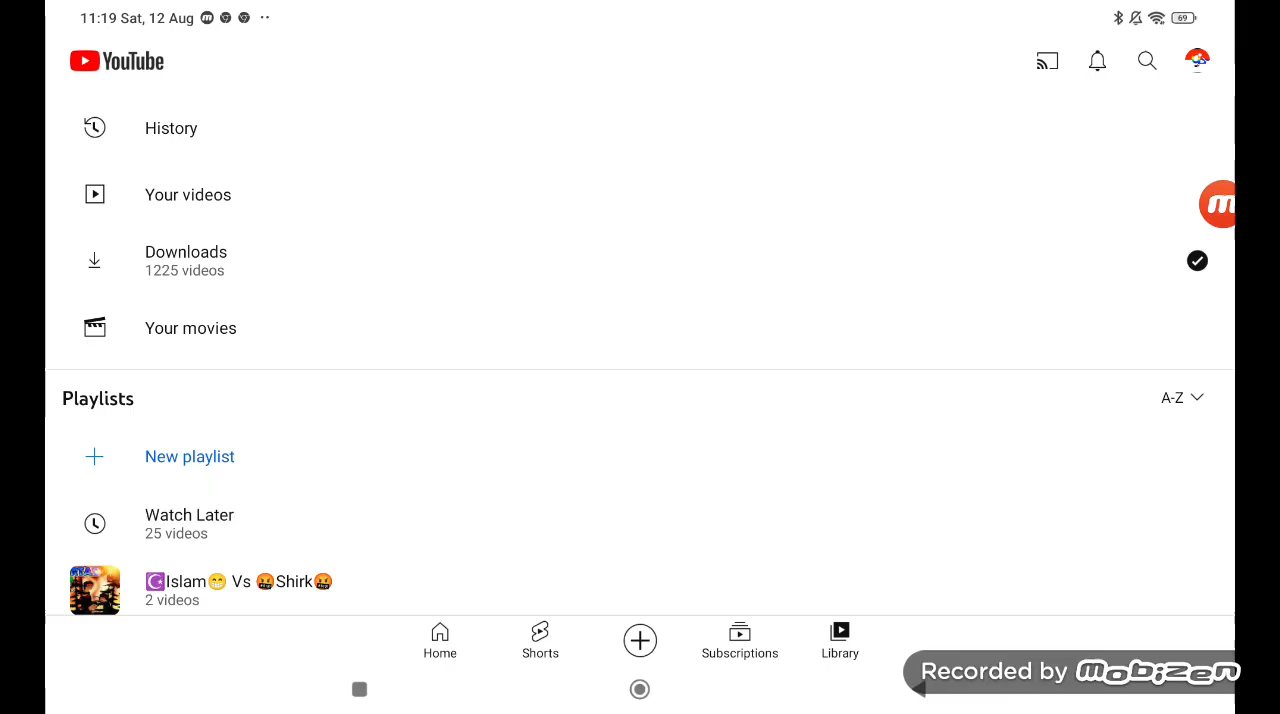 11:19 Sat, 12 Aug
69
YouTube
History
Your videos
Downloads
1225 videos
Your movies
Playlists
A-Z
New playlist
Watch Later
25 videos
☪️Islam😁 Vs 🤬Shirk🤬
2 videos
Home
Shorts
Subscriptions
Library
Recorded by mobizen